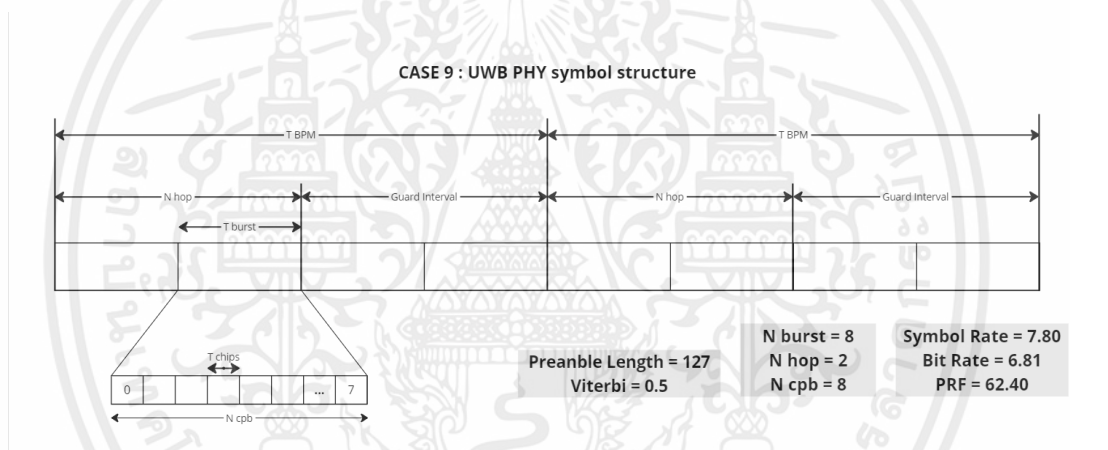 CASE 9 : UWB PHY symbol structure
T BPM
T BPM
N hop
Guard Interval
N hop
Guard Interval
T burst
T chips
0
...
7
N cpb
Preanble Length = 127
Viterbi = 0.5
N burst = 8
N hop = 2
N cpb = 8
Symbol Rate = 7.80
Bit Rate = 6.81
PRF = 62.40